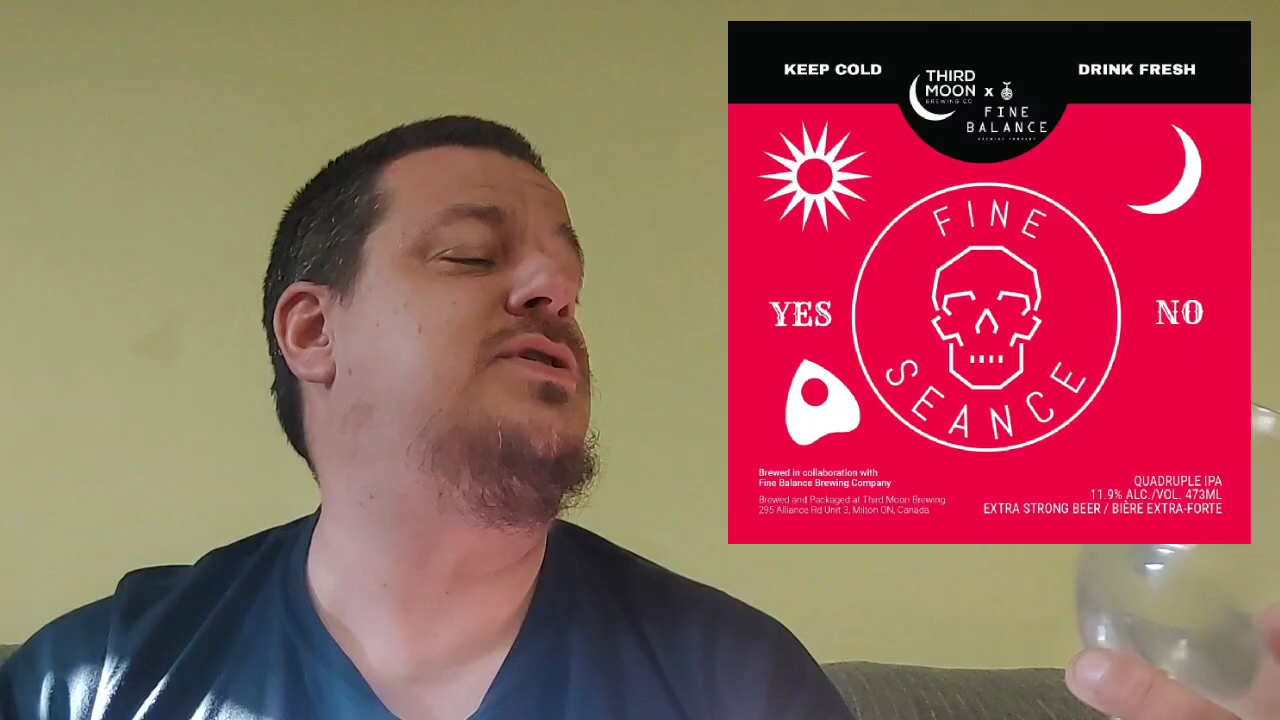 KEEP COLD
THIRD
MOON
BREWING CO
x
FINE
BALANCE
BREWING COMPANY
DRINK FRESH
FINE
SEANCE
YES
NO
Brewed in collaboration with
Fine Balance Brewing Company
Brewed and Packaged at Third Moon Brewing
295 Alliance Rd Unit 3, Milton ON, Canada
QUADRUPLE IPA
11.9% ALC./VOL. 473ML
EXTRA STRONG BEER / BIÈRE EXTRA-FORTE